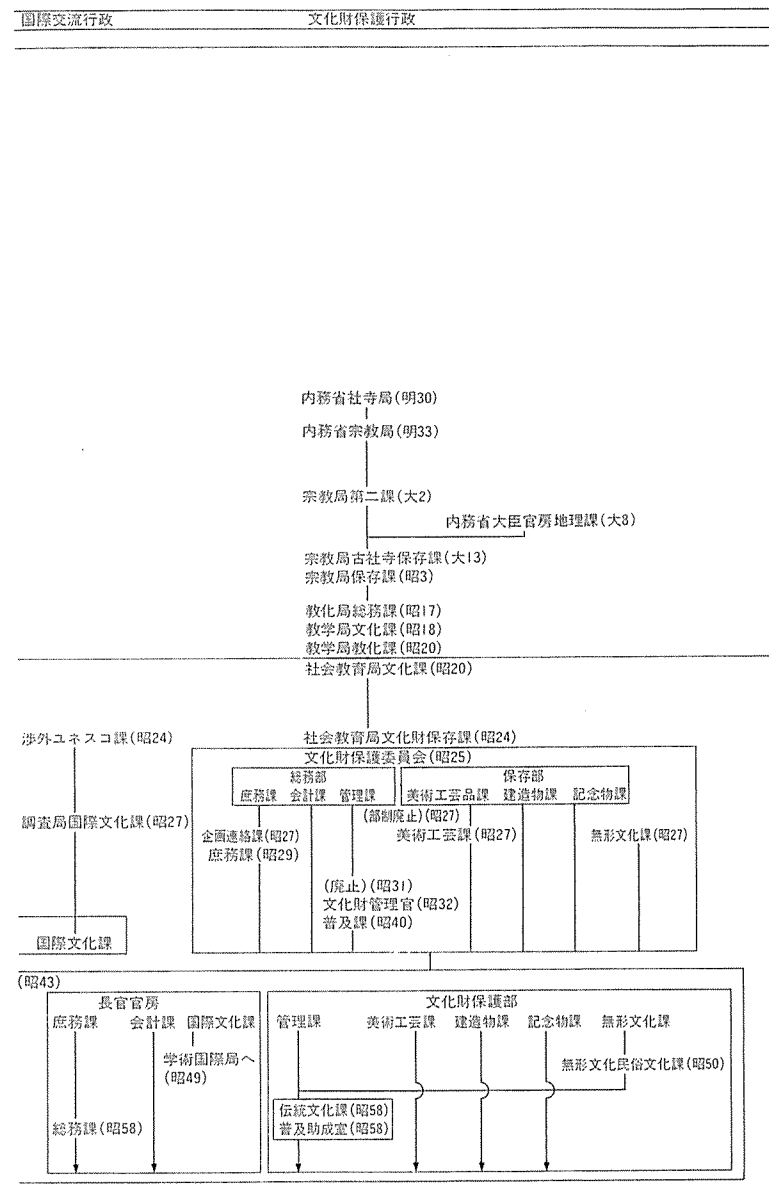 国際交流行政 文化財保護行政
内務省社寺局(明30)
内務省宗教局(明33)
宗教局第二課(大2)
内務省大臣官房地理課(大8)
宗教局古社寺保存課(大13)
宗教局保存課(昭3)
教化局総務課(昭17)
教学局文化課(昭18)
教学局教化課(昭20)
社会教育局文化課(昭20)
渉外ユネスコ課(昭24) 社会教育局文化財保存課(昭24)
文化財保護委員会(昭25)
総務部 保存部
庶務課 会計課 管理課 美術工芸品課 建造物課 記念物課
(部制廃止)(昭27)
調査局国際文化課(昭27) 企画連絡課(昭27) 美術工芸課(昭27) 無形文化課(昭27)
庶務課(昭29)
(廃止)(昭31)
文化財管理官(昭32)
普及課(昭40)
国際文化課
(昭43)
長官官房 文化財保護部
庶務課 会計課 国際文化課 管理課 美術工芸課 建造物課 記念物課 無形文化課
学術国際局へ
(昭49)
無形文化民俗文化課(昭50)
伝統文化課(昭58)
普及助成室(昭58)
総務課(昭58)